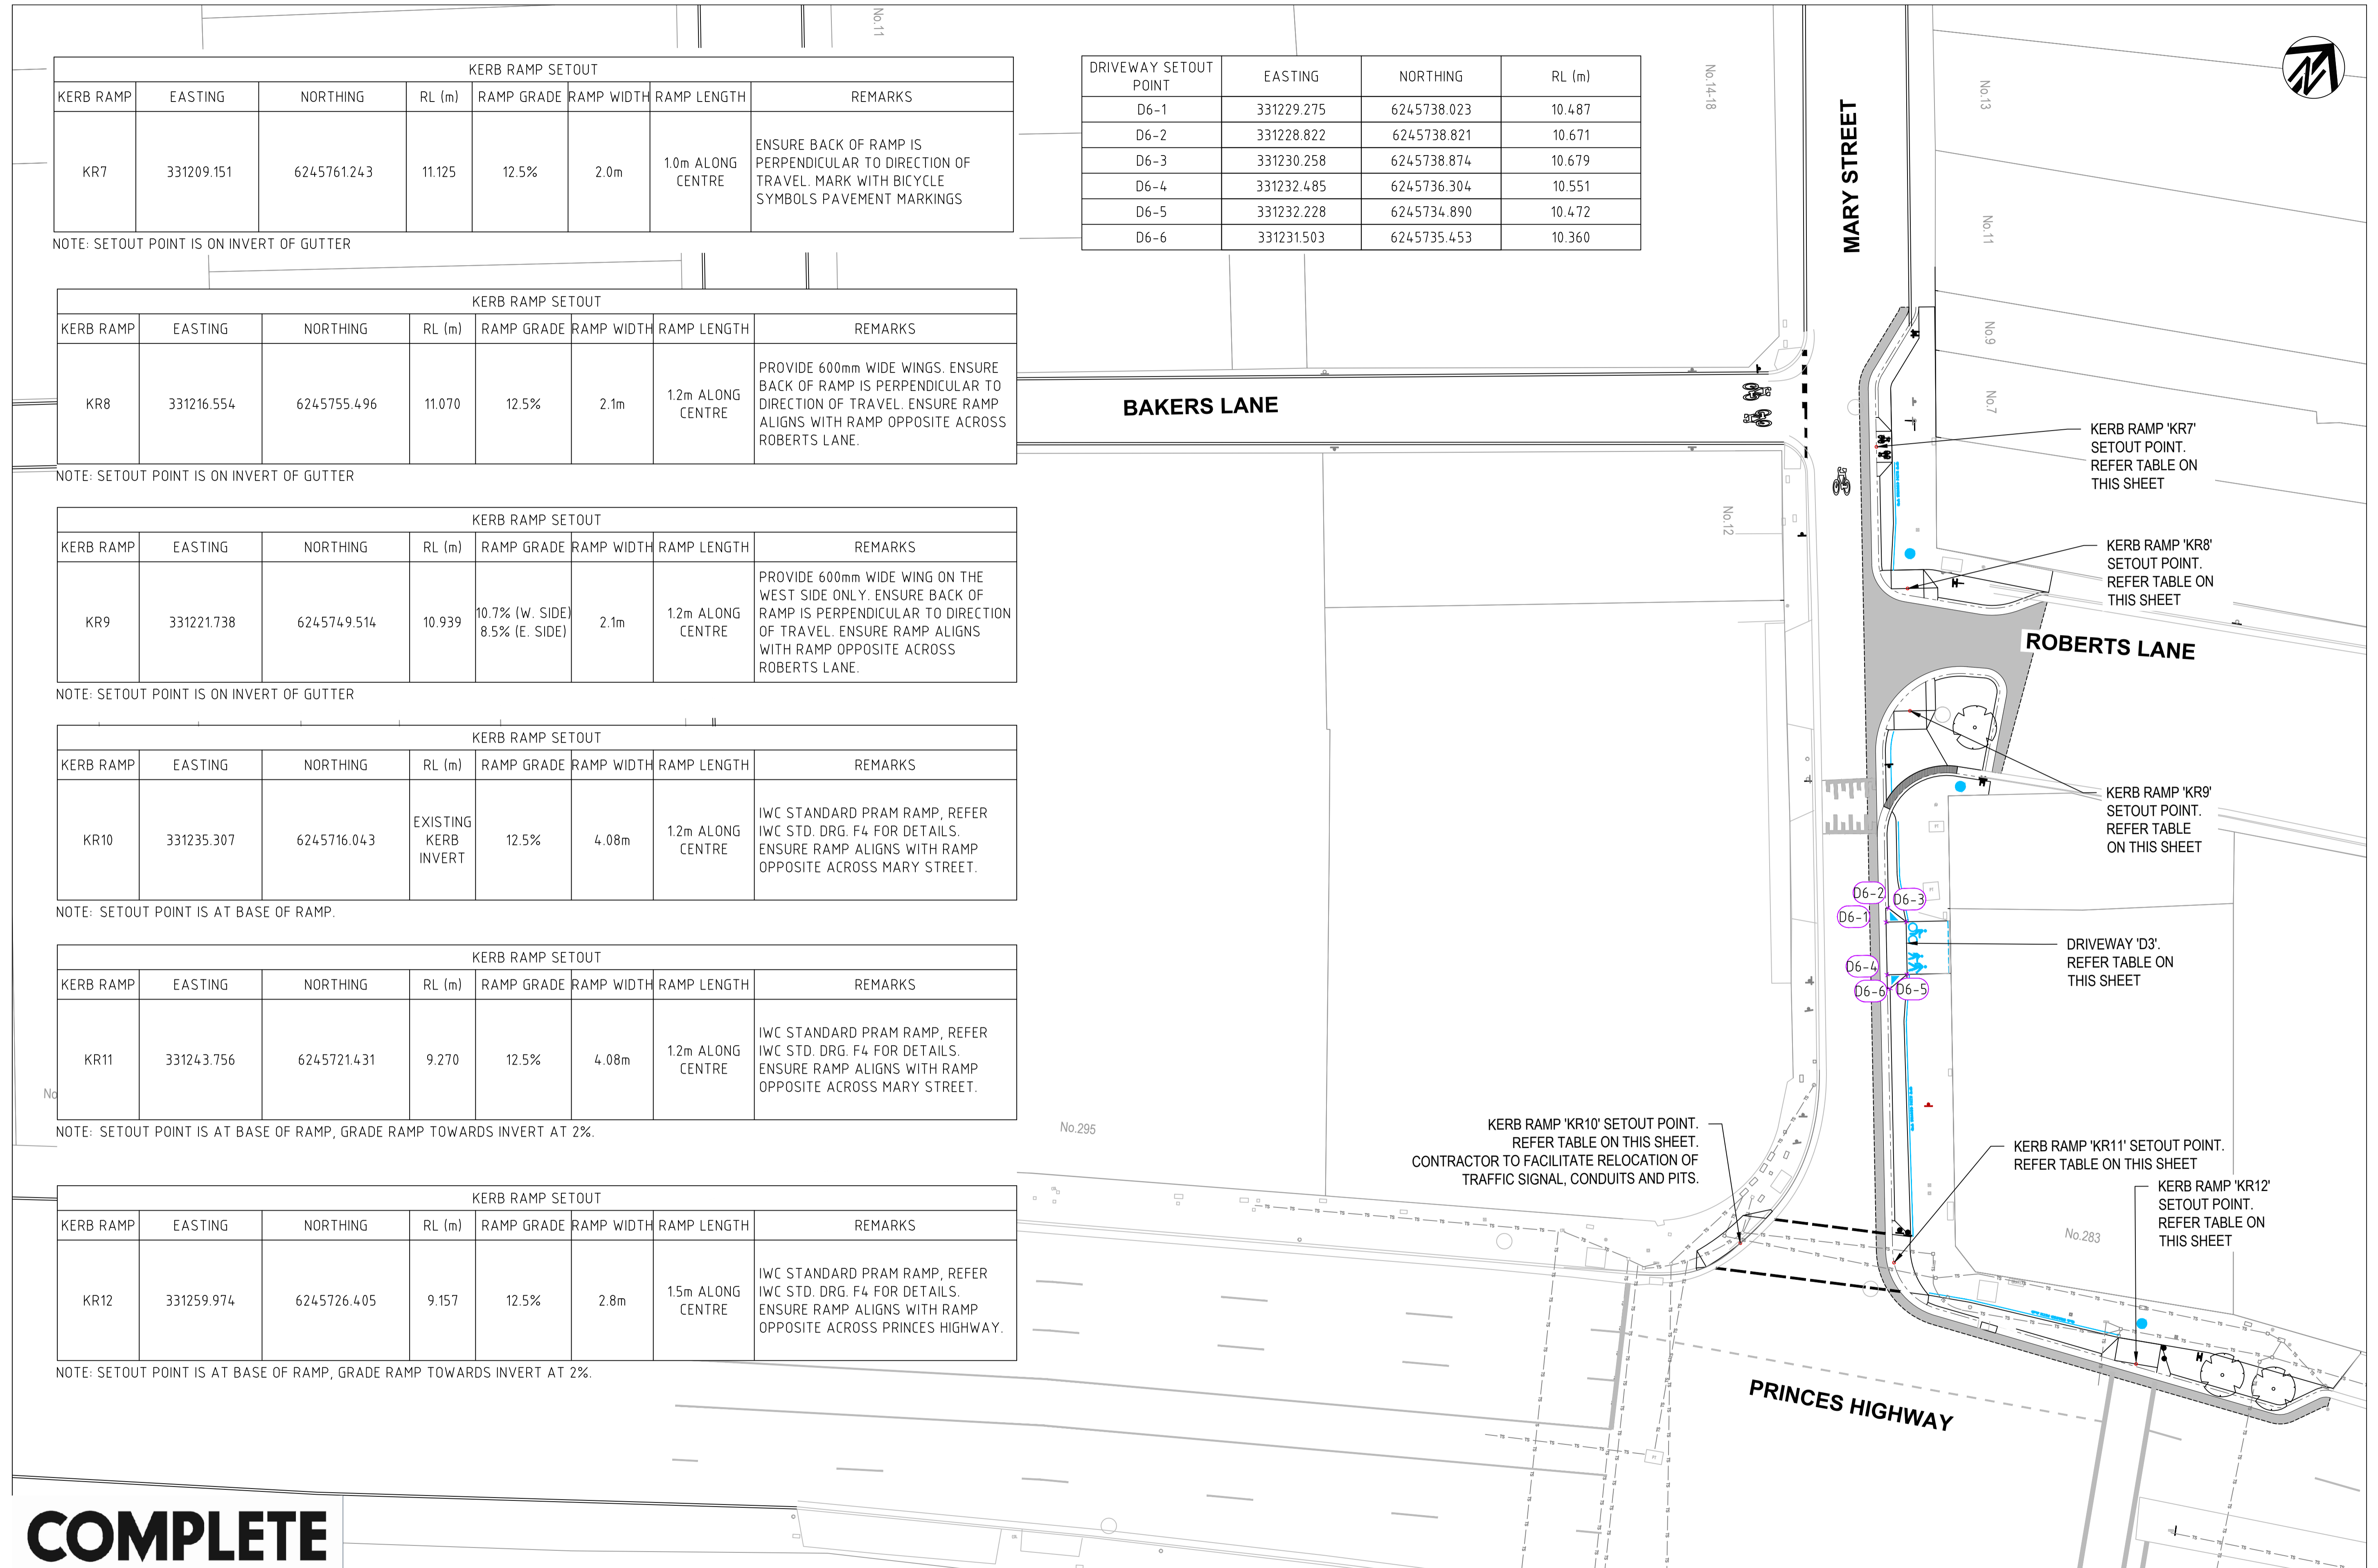 No.11
KERB RAMP SETOUT
KERB RAMP EASTING NORTHING RL (m) RAMP GRADE RAMP WIDTH RAMP LENGTH REMARKS
KR7 331209.151 6245761.243 11.125 12.5% 2.0m 1.0m ALONG CENTRE
ENSURE BACK OF RAMP IS
PERPENDICULAR TO DIRECTION OF
TRAVEL. MARK WITH BICYCLE
SYMBOLS PAVEMENT MARKINGS
NOTE: SETOUT POINT IS ON INVERT OF GUTTER
KERB RAMP SETOUT
KERB RAMP EASTING NORTHING RL (m) RAMP GRADE RAMP WIDTH RAMP LENGTH REMARKS
KR8 331216.554 6245755.496 11.070 12.5% 2.1m 1.2m ALONG CENTRE
PROVIDE 600mm WIDE WINGS. ENSURE
BACK OF RAMP IS PERPENDICULAR TO
DIRECTION OF TRAVEL. ENSURE RAMP
ALIGNS WITH RAMP OPPOSITE ACROSS
ROBERTS LANE.
NOTE: SETOUT POINT IS ON INVERT OF GUTTER
KERB RAMP SETOUT
KERB RAMP EASTING NORTHING RL (m) RAMP GRADE RAMP WIDTH RAMP LENGTH REMARKS
KR9 331221.738 6245749.514 10.939 10.7% (W. SIDE) 8.5% (E. SIDE) 2.1m 1.2m ALONG CENTRE
PROVIDE 600mm WIDE WING ON THE
WEST SIDE ONLY. ENSURE BACK OF
RAMP IS PERPENDICULAR TO DIRECTION
OF TRAVEL. ENSURE RAMP ALIGNS
WITH RAMP OPPOSITE ACROSS
ROBERTS LANE.
NOTE: SETOUT POINT IS ON INVERT OF GUTTER
KERB RAMP SETOUT
KERB RAMP EASTING NORTHING RL (m) RAMP GRADE RAMP WIDTH RAMP LENGTH REMARKS
KR10 331235.307 6245716.043 EXISTING KERB INVERT 12.5% 4.08m 1.2m ALONG CENTRE
IWC STANDARD PRAM RAMP, REFER
IWC STD. DRG. F4 FOR DETAILS.
ENSURE RAMP ALIGNS WITH RAMP
OPPOSITE ACROSS MARY STREET.
NOTE: SETOUT POINT IS AT BASE OF RAMP.
KERB RAMP SETOUT
KERB RAMP EASTING NORTHING RL (m) RAMP GRADE RAMP WIDTH RAMP LENGTH REMARKS
KR11 331243.756 6245721.431 9.270 12.5% 4.08m 1.2m ALONG CENTRE
IWC STANDARD PRAM RAMP, REFER
IWC STD. DRG. F4 FOR DETAILS.
ENSURE RAMP ALIGNS WITH RAMP
OPPOSITE ACROSS MARY STREET.
No
NOTE: SETOUT POINT IS AT BASE OF RAMP, GRADE RAMP TOWARDS INVERT AT 2%.
KERB RAMP SETOUT
KERB RAMP EASTING NORTHING RL (m) RAMP GRADE RAMP WIDTH RAMP LENGTH REMARKS
KR12 331259.974 6245726.405 9.157 12.5% 2.8m 1.5m ALONG CENTRE
IWC STANDARD PRAM RAMP, REFER
IWC STD. DRG. F4 FOR DETAILS.
ENSURE RAMP ALIGNS WITH RAMP
OPPOSITE ACROSS PRINCES HIGHWAY.
NOTE: SETOUT POINT IS AT BASE OF RAMP, GRADE RAMP TOWARDS INVERT AT 2%.
DRIVEWAY SETOUT POINT EASTING NORTHING RL (m)
D6-1 331229.275 6245738.023 10.487
D6-2 331228.822 6245738.821 10.671
D6-3 331230.258 6245738.874 10.679
D6-4 331232.485 6245736.304 10.551
D6-5 331232.228 6245734.890 10.472
D6-6 331231.503 6245735.453 10.360
No.14-18
MARY STREET
No.13
No.11
No.9
No.7
BAKERS LANE
No.12
KERB RAMP 'KR7'
SETOUT POINT.
REFER TABLE ON
THIS SHEET
KERB RAMP 'KR8'
SETOUT POINT.
REFER TABLE ON
THIS SHEET
ROBERTS LANE
KERB RAMP 'KR9'
SETOUT POINT.
REFER TABLE
ON THIS SHEET
D6-2
D6-3
D6-1
D6-4
D6-6
D6-5
DRIVEWAY 'D3'.
REFER TABLE ON
THIS SHEET
No.295
KERB RAMP 'KR10' SETOUT POINT.
REFER TABLE ON THIS SHEET.
CONTRACTOR TO FACILITATE RELOCATION OF
TRAFFIC SIGNAL, CONDUITS AND PITS.
KERB RAMP 'KR11' SETOUT POINT.
REFER TABLE ON THIS SHEET
KERB RAMP 'KR12'
SETOUT POINT.
REFER TABLE ON
THIS SHEET
No.283
PRINCES HIGHWAY
COMPLETE